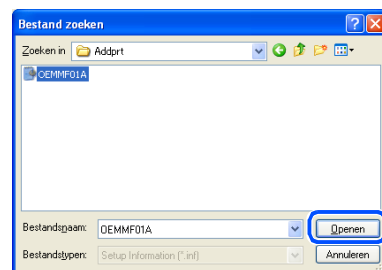 Bestand zoeken
Zoeken in Addprt
OEMMF01A
Bestandsnaam: OEMMF01A Openen
Bestandstypen: Setup Information (*.inf) Annuleren